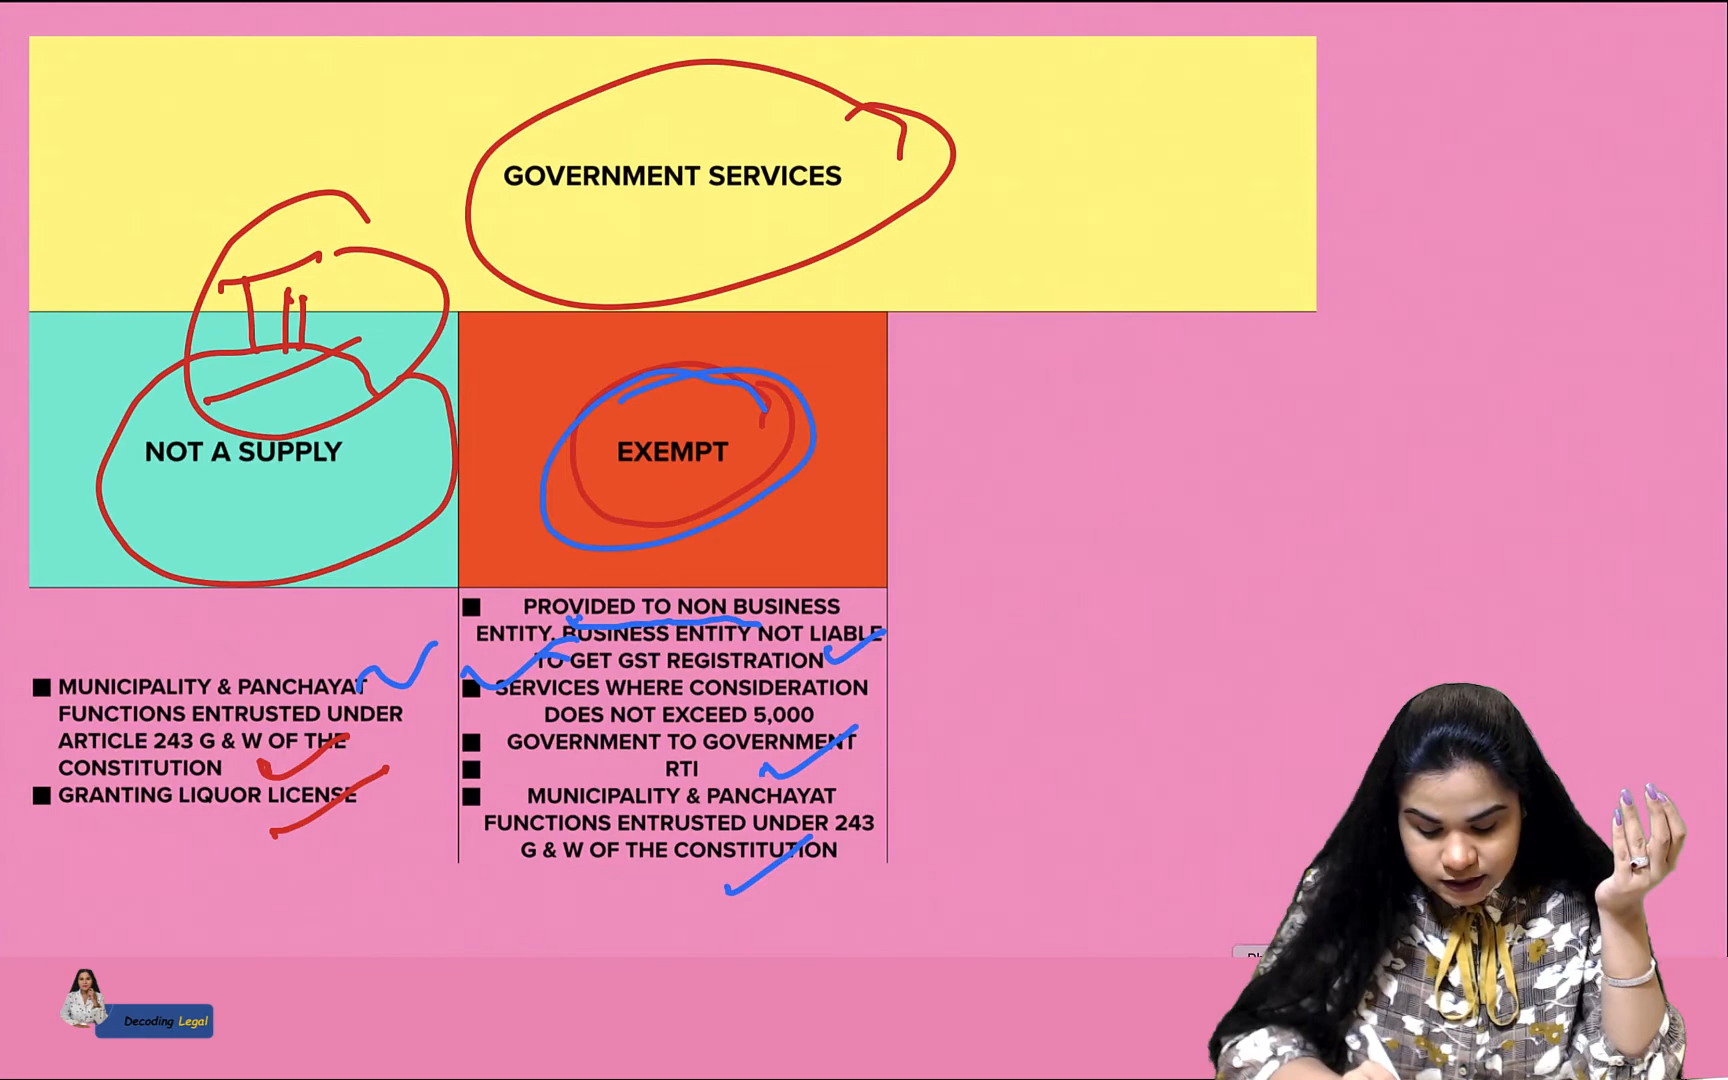 GOVERNMENT SERVICES
NOT A SUPPLY
EXEMPT
MUNICIPALITY & PANCHAYAT
FUNCTIONS ENTRUSTED UNDER
ARTICLE 243 G & W OF THE
CONSTITUTION
GRANTING LIQUOR LICENSE
PROVIDED TO NON BUSINESS
ENTITY. BUSINESS ENTITY NOT LIABLE
TO GET GST REGISTRATION
SERVICES WHERE CONSIDERATION
DOES NOT EXCEED 5,000
GOVERNMENT TO GOVERNMENT
RTI
MUNICIPALITY & PANCHAYAT
FUNCTIONS ENTRUSTED UNDER 243
G & W OF THE CONSTITUTION
Decoding Legal